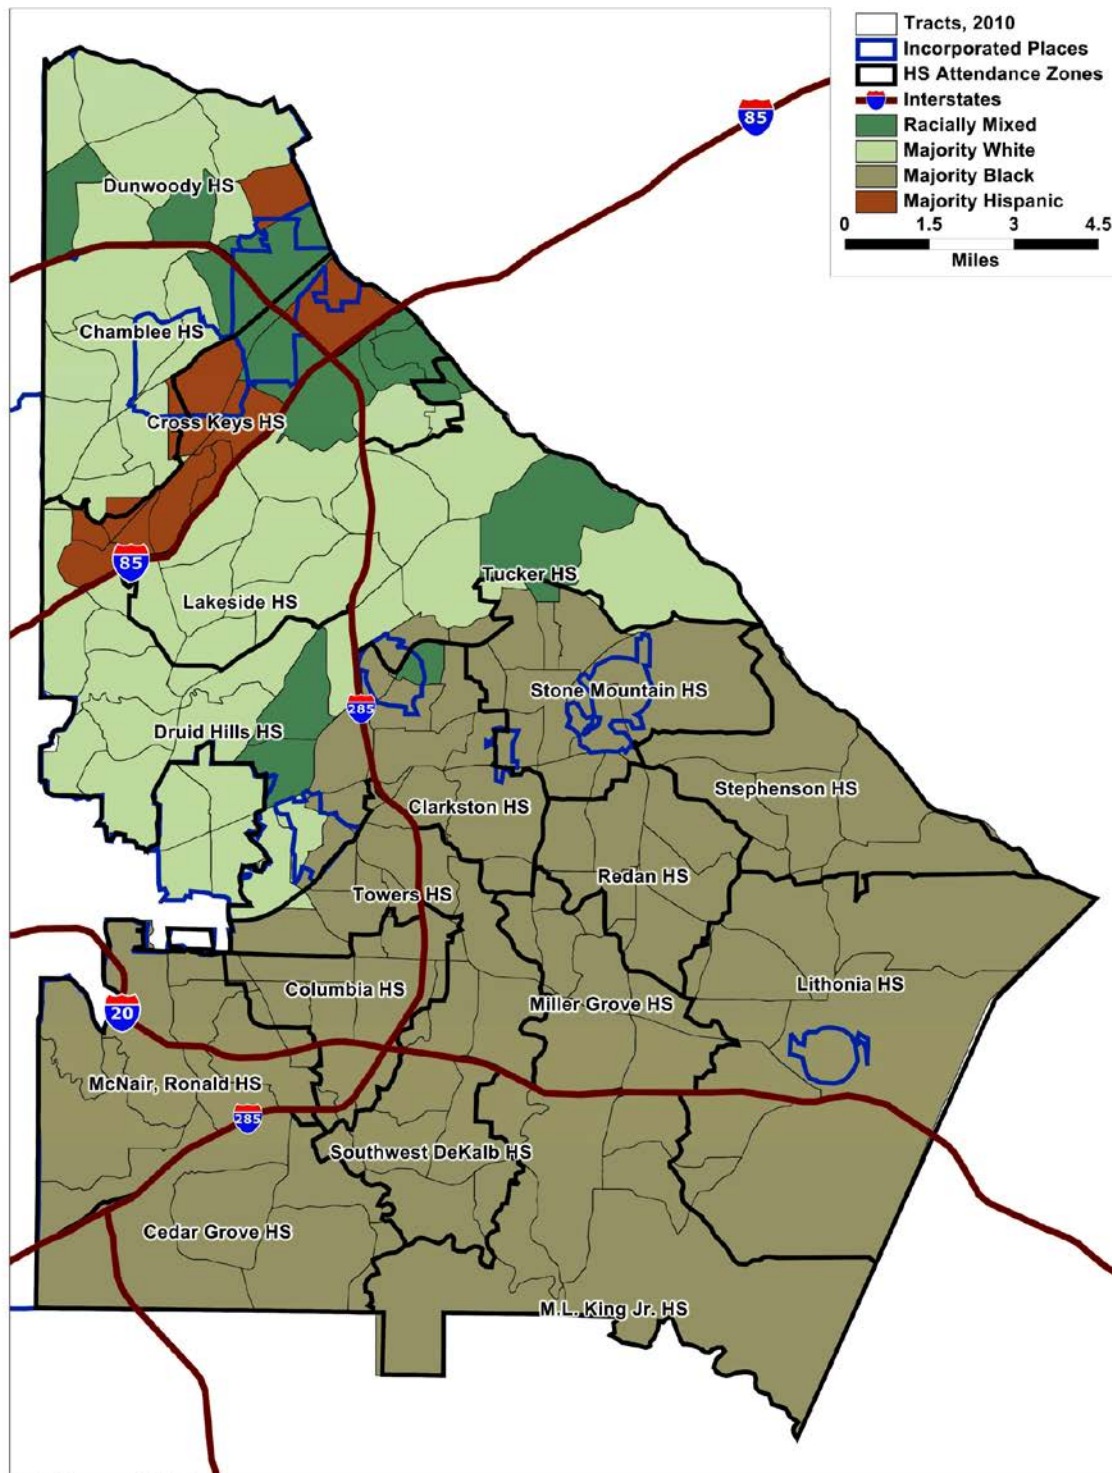 Tracts, 2010
Incorporated Places
HS Attendance Zones
Interstates
Racially Mixed
Majority White
Majority Black
Majority Hispanic
0 1.5 3 4.5
Miles
85
Dunwoody HS
Chamblee HS
Cross Keys HS
85
Tucker HS
Lakeside HS
Stone Mountain HS
285
Druid Hills HS
Stephenson HS
Clarkston HS
Redan HS
Towers HS
Lithonia HS
Columbia HS
Miller Grove HS
20
McNair, Ronald HS
285
Southwest DeKalb HS
Cedar Grove HS
M.L. King Jr. HS